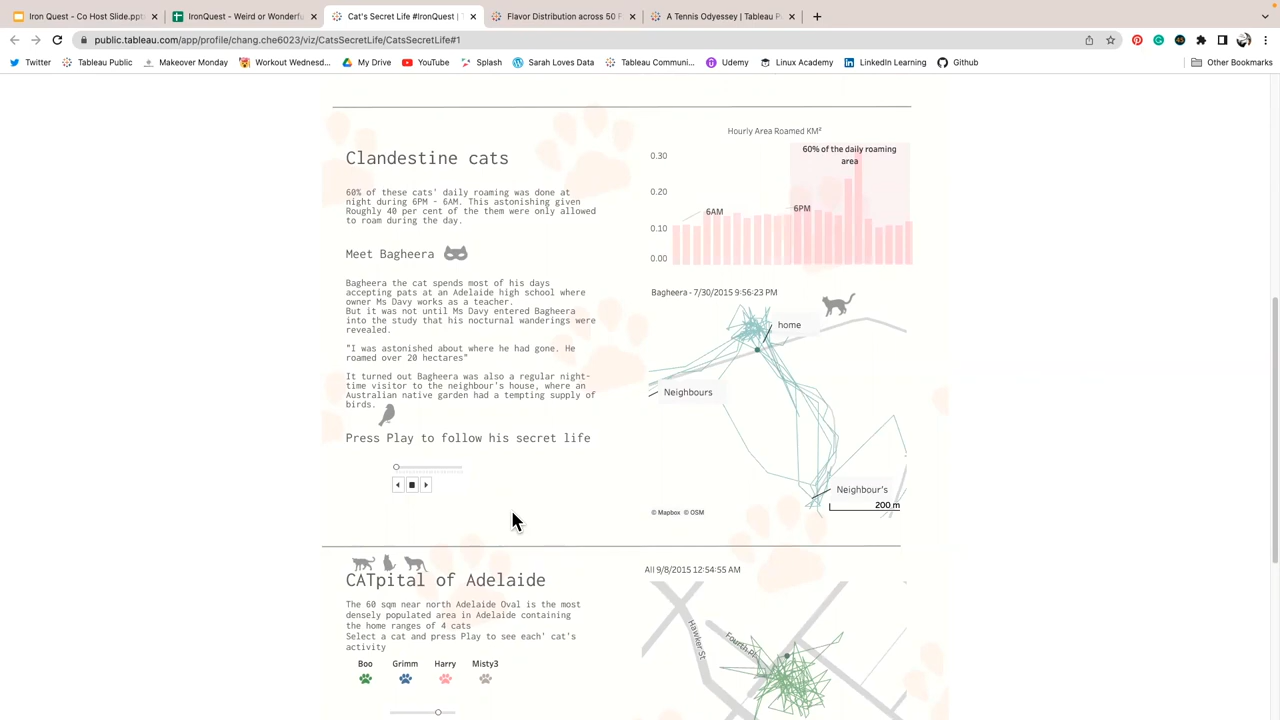 Iron Quest - Co Host Slide.ppt
IronQuest - Weird or Wonderfu
Cat's Secret Life #IronQuest | T
Flavor Distribution across 50 F
A Tennis Odyssey | Tableau Pu
public.tableau.com/app/profile/chang.che6023/viz/CatsSecretLife/CatsSecretLife#1
Twitter
Tableau Public
Makeover Monday
Workout Wednesd...
My Drive
YouTube
Splash
Sarah Loves Data
Tableau Communi...
Udemy
Linux Academy
LinkedIn Learning
Github
Other Bookmarks
Clandestine cats
60% of these cats' daily roaming was done at
night during 6PM - 6AM. This astonishing given
Roughly 40 per cent of the them were only allowed
to roam during the day.
Meet Bagheera
Bagheera the cat spends most of his days
accepting pats at an Adelaide high school where
owner Ms Davy works as a teacher.
But it was not until Ms Davy entered Bagheera
into the study that his nocturnal wanderings were
revealed.
"I was astonished about where he had gone. He
roamed over 20 hectares"
It turned out Bagheera was also a regular night-
time visitor to the neighbour's house, where an
Australian native garden had a tempting supply of
birds.
Press Play to follow his secret life
Hourly Area Roamed KM²
60% of the daily roaming
area
0.30
0.20
0.10
0.00
6AM
6PM
Bagheera - 7/30/2015 9:56:23 PM
home
Neighbours
Neighbour's
200 m
© Mapbox © OSM
CATpital of Adelaide
The 60 sqm near north Adelaide Oval is the most
densely populated area in Adelaide containing
the home ranges of 4 cats
Select a cat and press Play to see each' cat's
activity
Boo
Grimm
Harry
Misty3
All 9/8/2015 12:54:55 AM
Hawker St
Fourth Pl